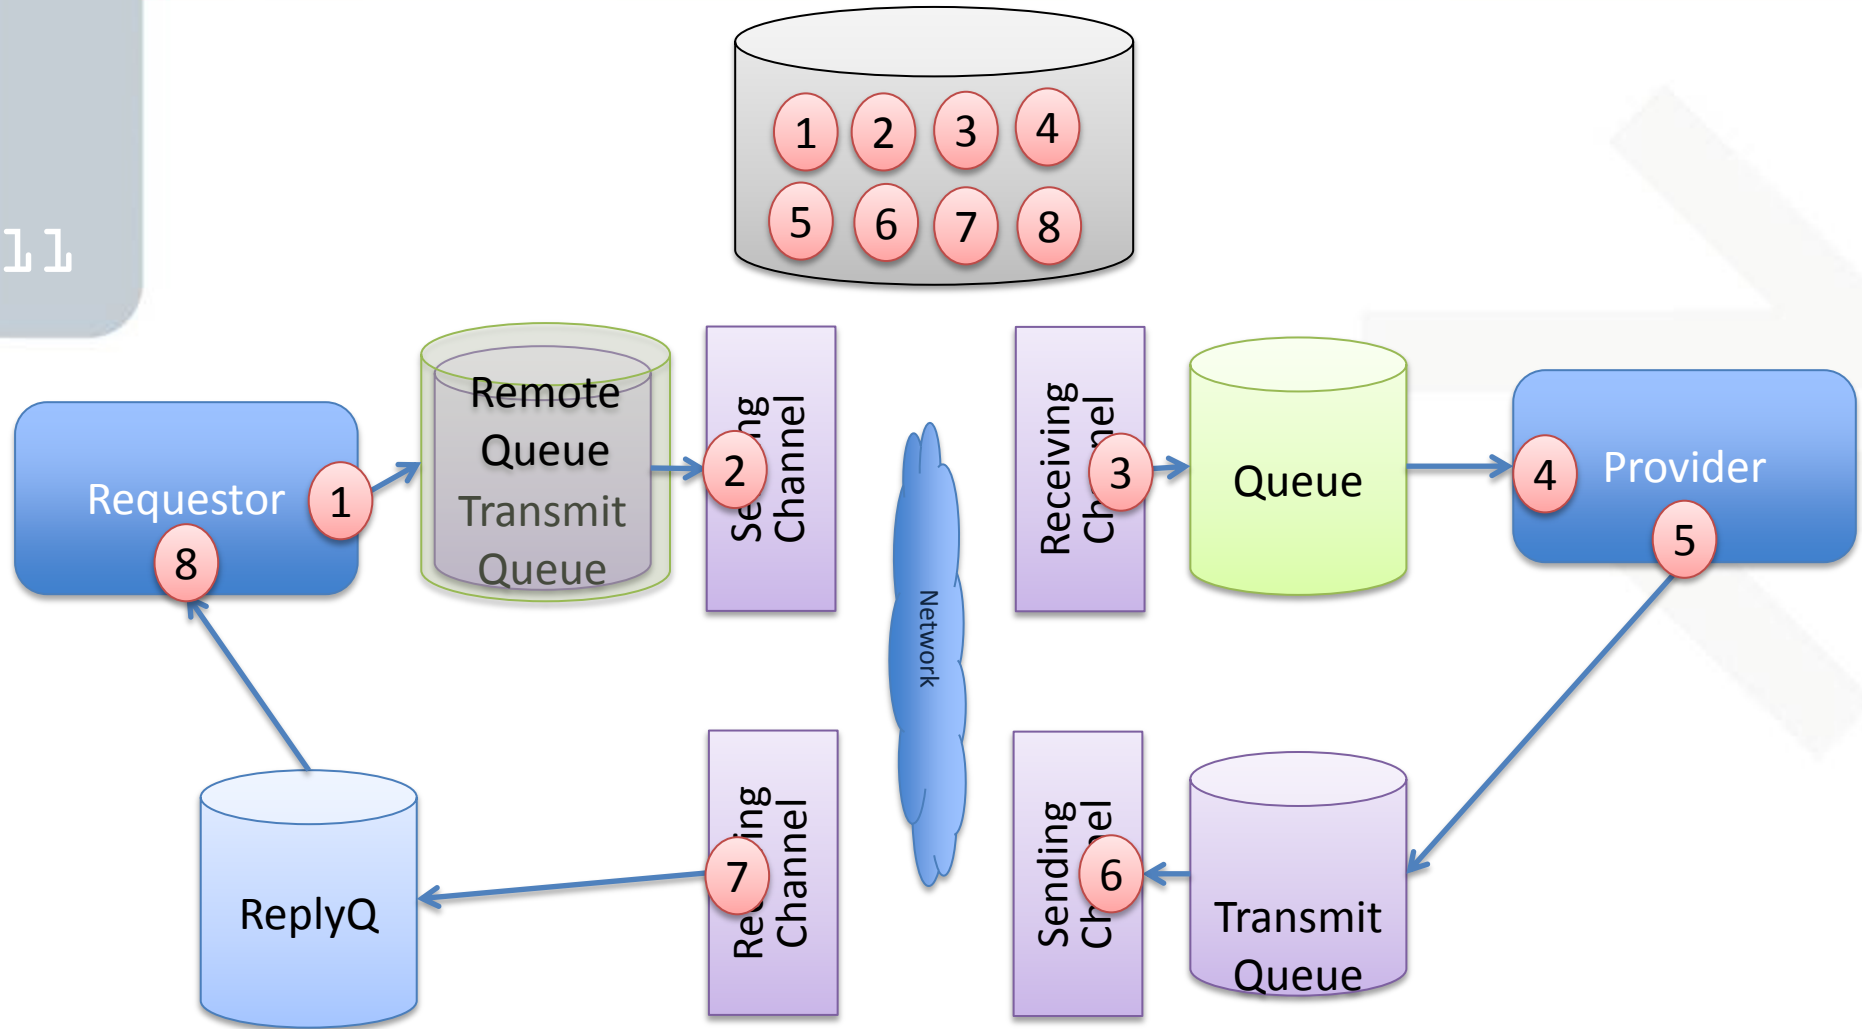 1 2 3 4
5 6 7 8
11
Requestor
1
8
Remote
Queue
Transmit
Queue
2
Channel
Network
Receiving
3
Queue
4
Provider
5
ReplyQ
7
Channel
Sending
6
Transmit
Queue